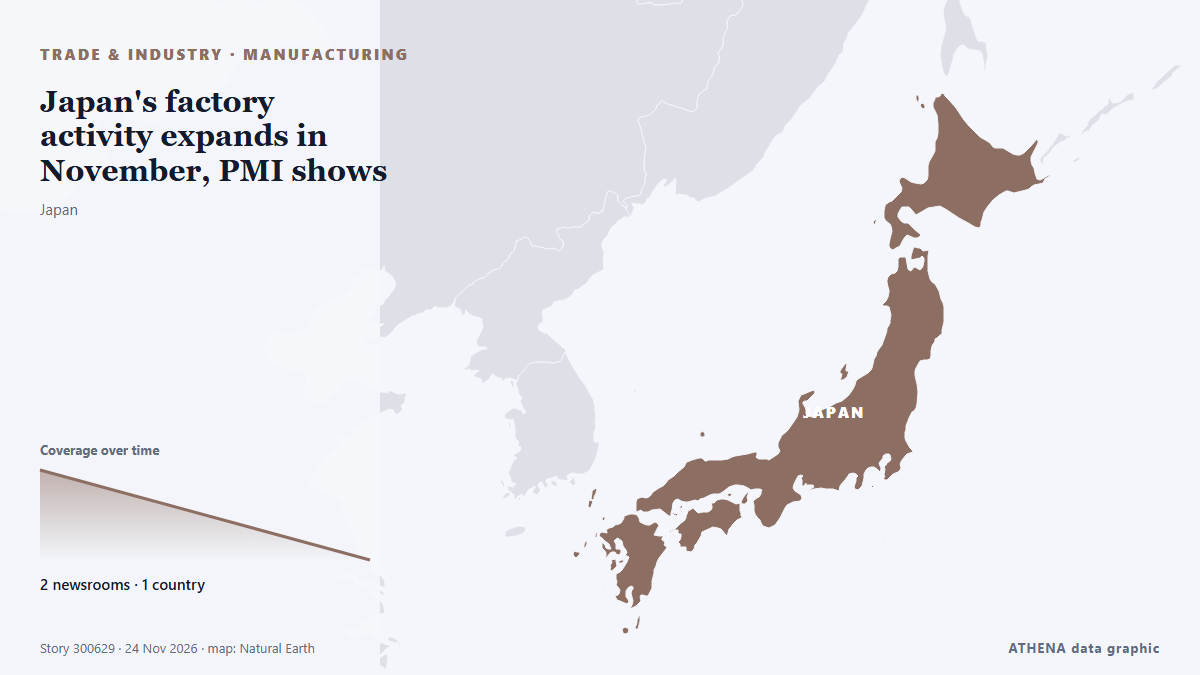 TRADE & INDUSTRY · MANUFACTURING
Japan's factory
activity expands in
November, PMI shows
Japan
JAPAN
Coverage over time
2 newsrooms · 1 country
Story 300629 · 24 Nov 2026 · map: Natural Earth
ATHENA data graphic